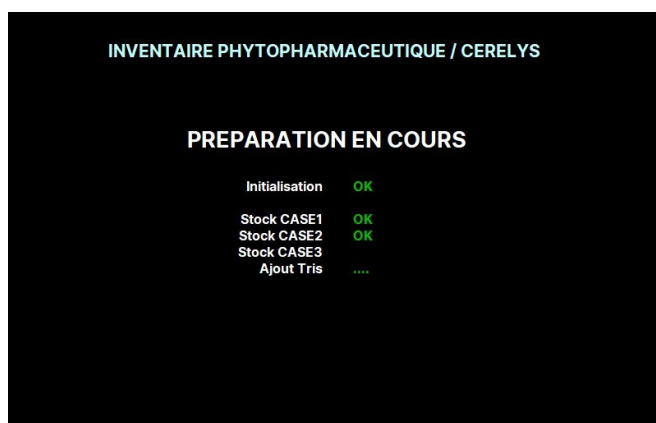 INVENTAIRE PHYTOPHARMACEUTIQUE / CERELYS
PREPARATION EN COURS
Initialisation OK
Stock CASE1 OK
Stock CASE2 OK
Stock CASE3
Ajout Tris ....